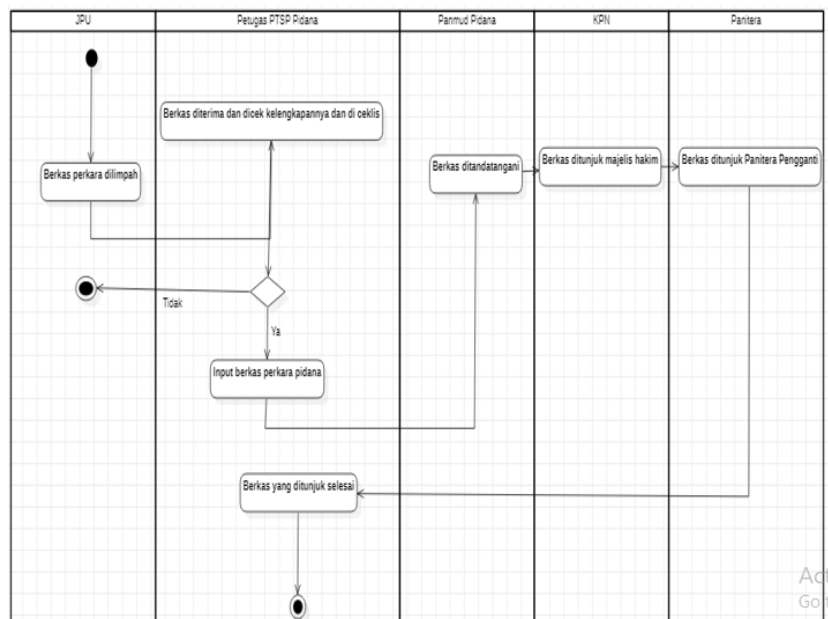 JPU
Petugas PTSP Pidana
Panmud Pidana
KPN
Panitera
Berkas diterima dan dicek kelengkapannya dan di ceklis
Berkas perkara dilimpah
Berkas ditandatangani
Berkas ditunjuk majelis hakim
Berkas ditunjuk Panitera Pengganti
Tidak
Ya
Input berkas perkara pidana
Berkas yang ditunjuk selesai